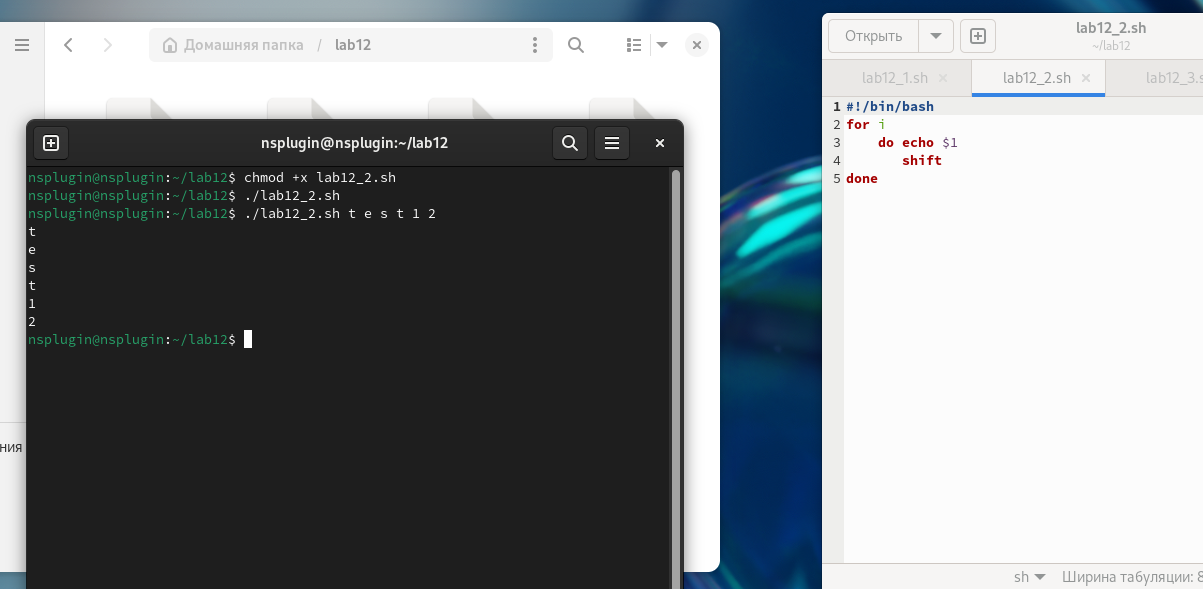 Домашняя папка / lab12
nsplugin@nsplugin:~/lab12
nsplugin@nsplugin:~/lab12$ chmod +x lab12_2.sh
nsplugin@nsplugin:~/lab12$ ./lab12_2.sh
nsplugin@nsplugin:~/lab12$ ./lab12_2.sh t e s t 1 2
t
e
s
t
1
2
nsplugin@nsplugin:~/lab12$
ния
Открыть
lab12_2.sh
~/lab12
lab12_1.sh
lab12_2.sh
lab12_3.s
1 #!/bin/bash
2 for i
3 do echo $1
4 shift
5 done
sh
Ширина табуляции: 8